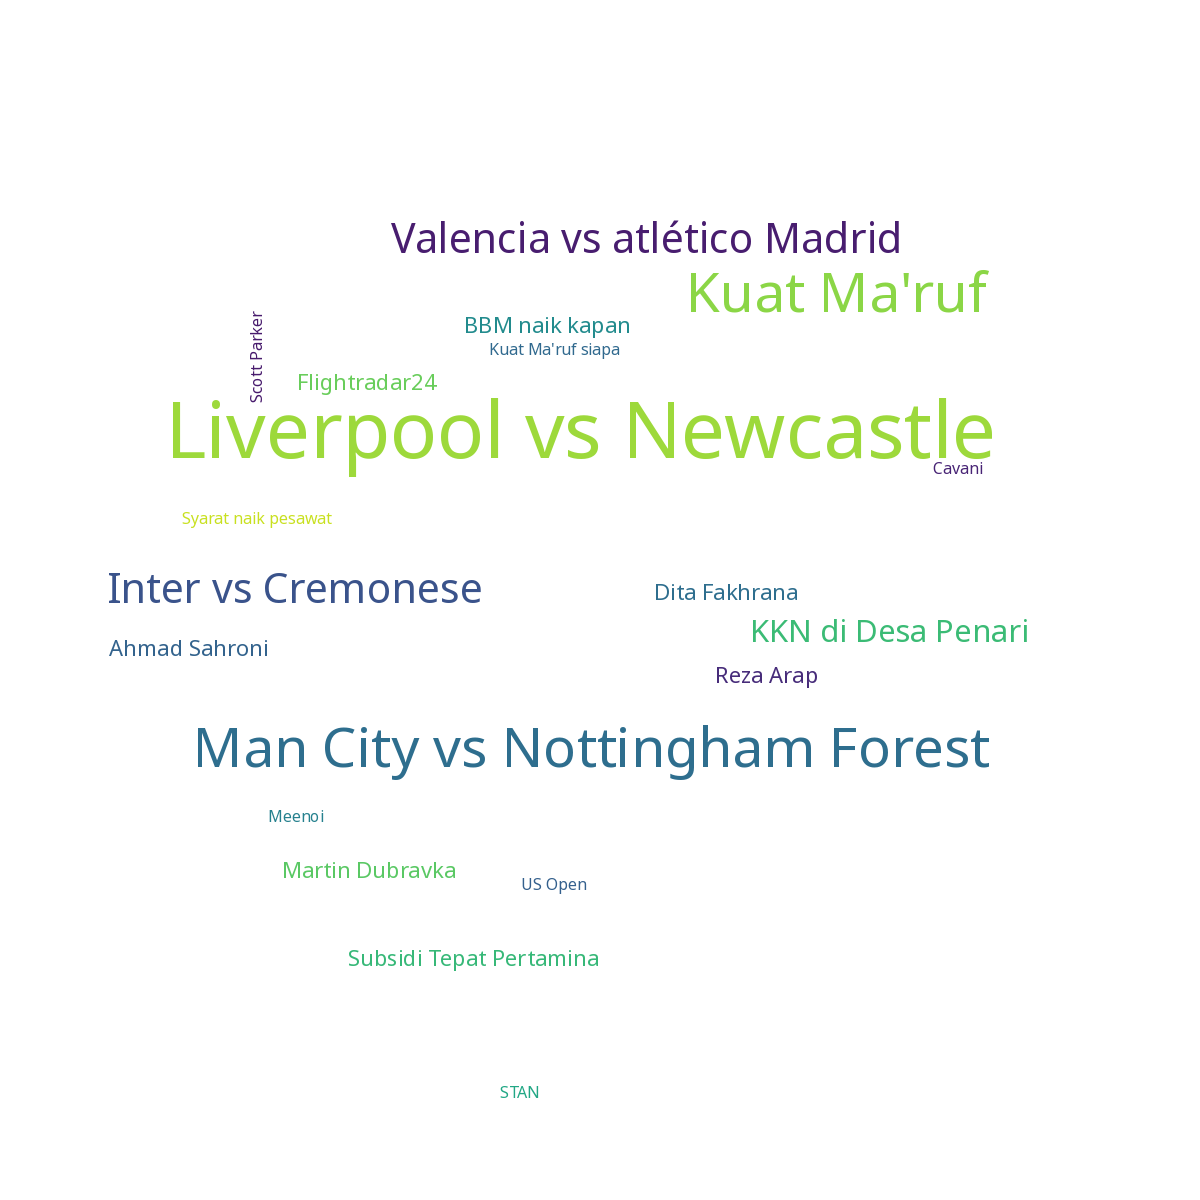 Valencia vs atlético Madrid
Kuat Ma'ruf
Scott Parker
BBM naik kapan
Kuat Ma'ruf siapa
Flightradar24
Liverpool vs Newcastle
Cavani
Syarat naik pesawat
Inter vs Cremonese
Dita Fakhrana
KKN di Desa Penari
Ahmad Sahroni
Reza Arap
Man City vs Nottingham Forest
Meenoi
Martin Dubravka
US Open
Subsidi Tepat Pertamina
STAN